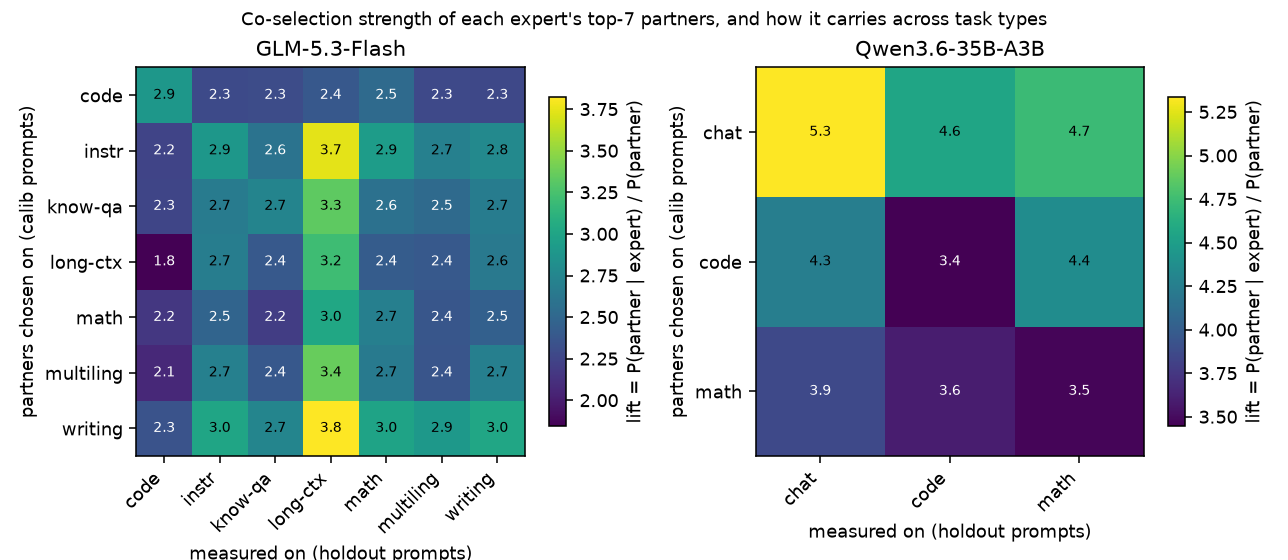 Co-selection strength of each expert's top-7 partners, and how it carries across task types
GLM-5.3-Flash
partners chosen on (calib prompts)
code 2.9 2.3 2.3 2.4 2.5 2.3 2.3
instr 2.2 2.9 2.6 3.7 2.9 2.7 2.8
know-qa 2.3 2.7 2.7 3.3 2.6 2.5 2.7
long-ctx 1.8 2.7 2.4 3.2 2.4 2.4 2.6
math 2.2 2.5 2.2 3.0 2.7 2.4 2.5
multiling 2.1 2.7 2.4 3.4 2.7 2.4 2.7
writing 2.3 3.0 2.7 3.8 3.0 2.9 3.0
code instr know-qa long-ctx math multiling writing
measured on (holdout prompts)
3.75
3.50
3.25
3.00
2.75
2.50
2.25
2.00
lift = P(partner | expert) / P(partner)
Qwen3.6-35B-A3B
partners chosen on (calib prompts)
chat 5.3 4.6 4.7
code 4.3 3.4 4.4
math 3.9 3.6 3.5
chat code math
measured on (holdout prompts)
5.25
5.00
4.75
4.50
4.25
4.00
3.75
3.50
lift = P(partner | expert) / P(partner)